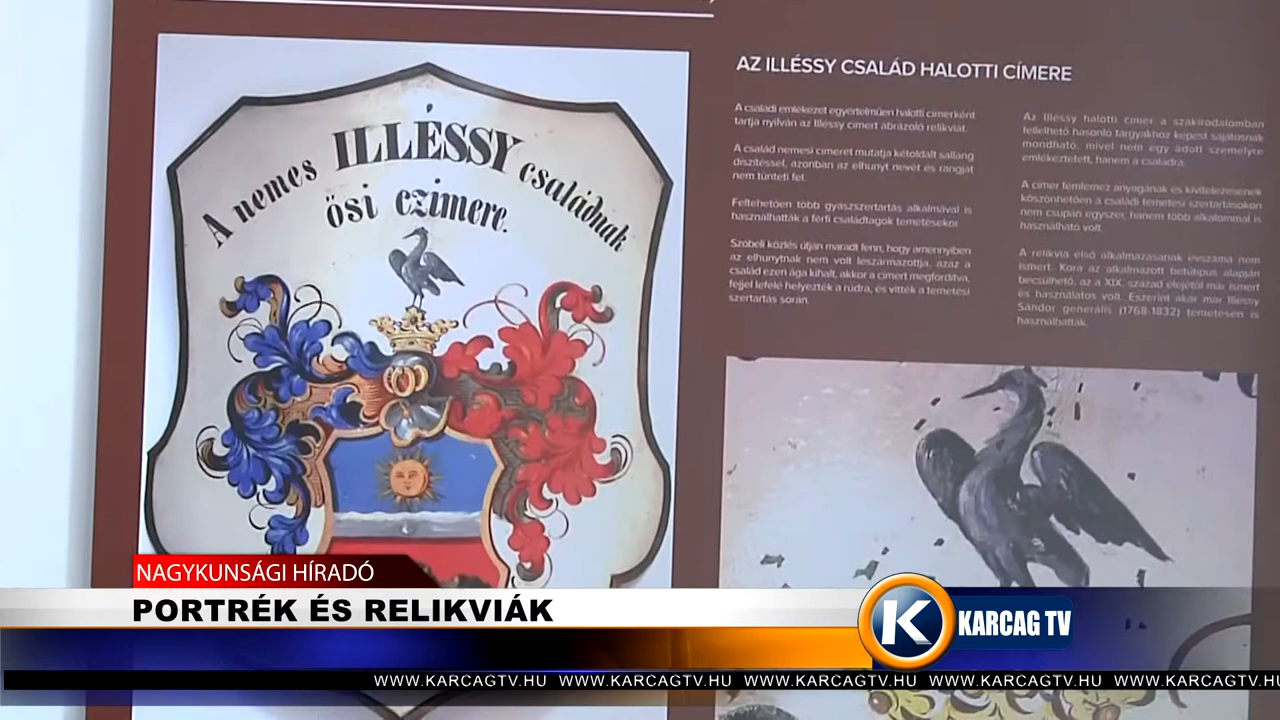 A nemes ILLÉSSY családnak
ősi czimere.
AZ ILLÉSSY CSALÁD HALOTTI CÍMERE
A családi emlékezet egyértelműen halotti címerként
tartja nyilván az Illéssy címert ábrázoló relikviát.
A család nemesi címerét mutatja kétoldalt sallang
díszítéssel, azonban az elhunyt nevét és rangját
nem tünteti fel.
Feltehetően több gyászszertartás alkalmával is
használhatták a férfi családtagok temetésekor.
Szóbeli közlés útján maradt fenn, hogy amennyiben
az elhunytnak nem volt leszármazottja, azaz a
család ezen ága kihalt, akkor a címert megfordítva,
fejjel lefelé helyezték a rúdra, és vitték a temetési
szertartás során.
Az Illéssy halotti címer a szakirodalomban
fellelhető hasonló tárgyakhoz képest sajátosnak
mondható, mivel nem egy adott személyre
emlékeztetett, hanem a családra.
A címer fémlemez anyagának és kivitelezésének
köszönhetően a családi temetési szertartásokon
nem csupán egyszer, hanem több alkalommal is
használható volt.
A relikvia első alkalmazásának évszáma nem
ismert. Kora az alkalmazott betűtípus alapján
becsülhető, az a XIX. század elejétől már ismert
és használatos volt. Eszerint akár már Illéssy
Sándor generális (1768-1832) temetésén is
használhatták.
NAGYKUNSÁGI HÍRADÓ
PORTRÉK ÉS RELIKVIÁK
K KARCAG TV
WWW.KARCAGTV.HU WWW.KARCAGTV.HU WWW.KARCAGTV.HU WWW.KARCAGTV.HU WWW.KARCAGTV.HU